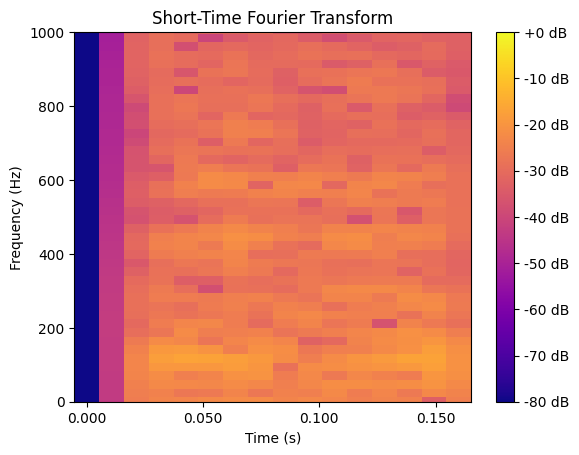 Short-Time Fourier Transform
Frequency (Hz)
1000
800
600
400
200
0
0.000
0.050
0.100
0.150
Time (s)
+0 dB
-10 dB
-20 dB
-30 dB
-40 dB
-50 dB
-60 dB
-70 dB
-80 dB